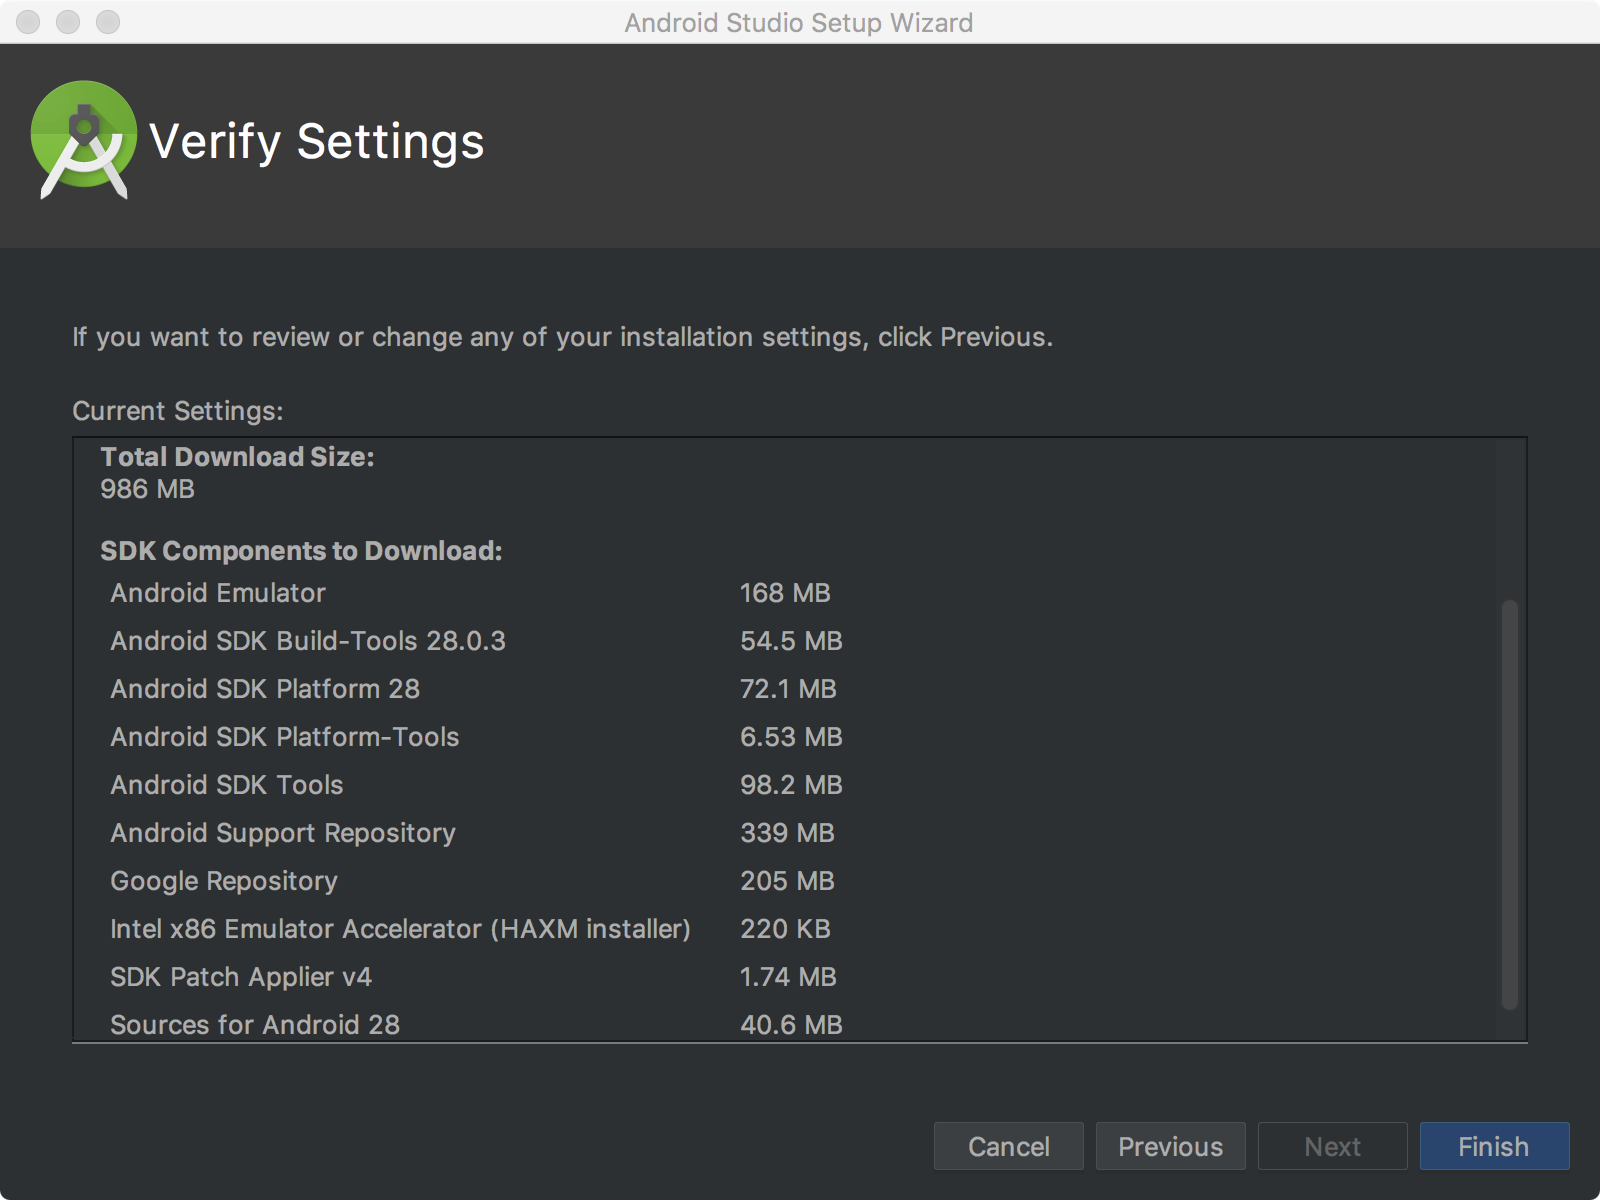 Android Studio Setup Wizard
Verify Settings
If you want to review or change any of your installation settings, click Previous.
Current Settings:
Total Download Size:
986 MB
SDK Components to Download:
Android Emulator 168 MB
Android SDK Build-Tools 28.0.3 54.5 MB
Android SDK Platform 28 72.1 MB
Android SDK Platform-Tools 6.53 MB
Android SDK Tools 98.2 MB
Android Support Repository 339 MB
Google Repository 205 MB
Intel x86 Emulator Accelerator (HAXM installer) 220 KB
SDK Patch Applier v4 1.74 MB
Sources for Android 28 40.6 MB
Cancel Previous Next Finish